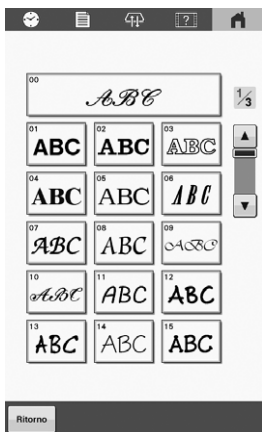 ?
00
ABC
1/3
01 02 03
ABC ABC ABC
04 05 06
ABC ABC ABC
07 08 09
ABC ABC ABC
10 11 12
ABC ABC ABC
13 14 15
ABC ABC ABC
Ritorno